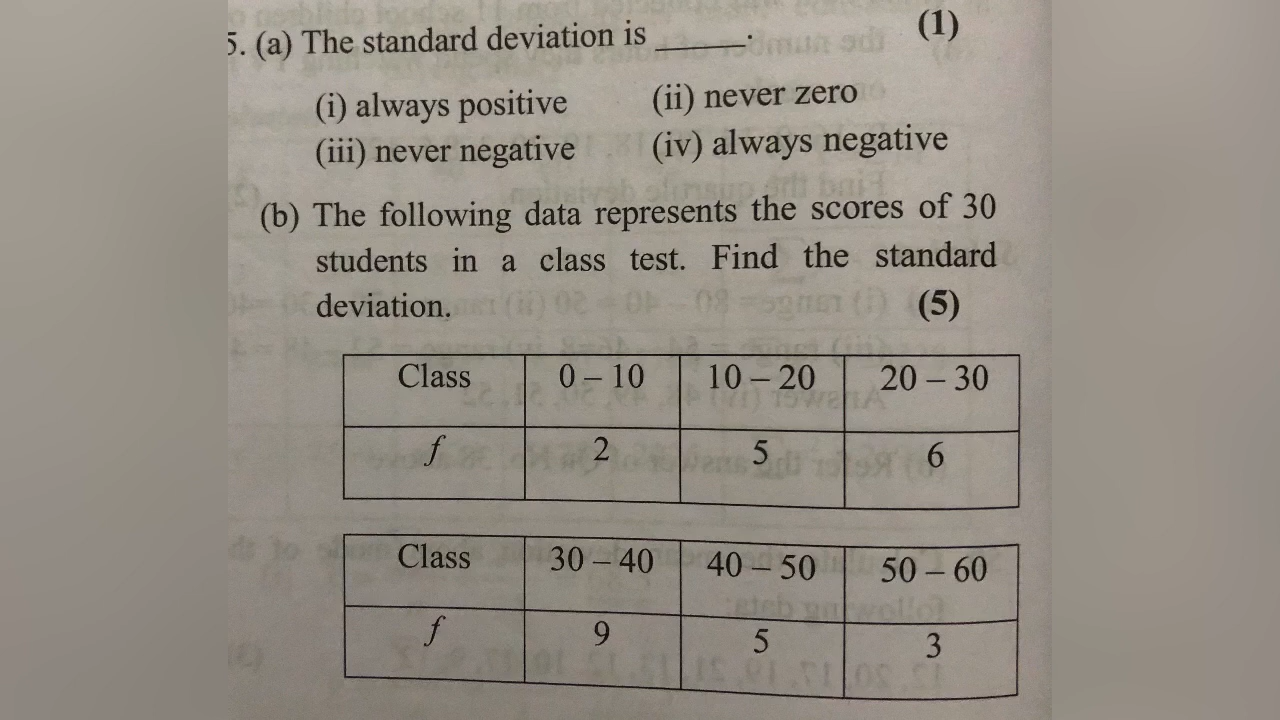 5. (a) The standard deviation is _____. (1)
(i) always positive (ii) never zero
(iii) never negative (iv) always negative
(b) The following data represents the scores of 30
students in a class test. Find the standard
deviation. (5)
Class 0 – 10 10 – 20 20 – 30
f 2 5 6
Class 30 – 40 40 – 50 50 – 60
f 9 5 3